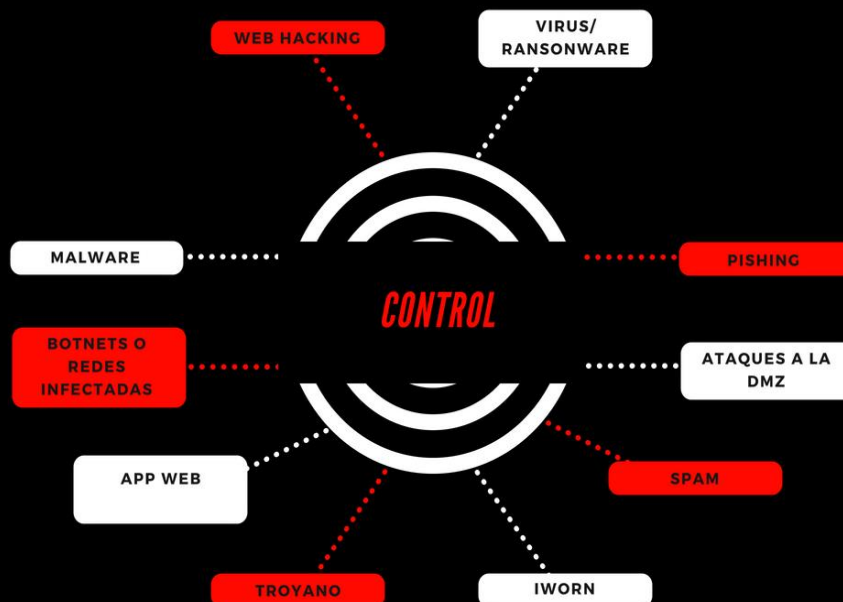 WEB HACKING
VIRUS/
RANSONWARE
MALWARE
PISHING
CONTROL
BOTNETS O
REDES
INFECTADAS
ATAQUES A LA
DMZ
APP WEB
SPAM
TROYANO
IWORN